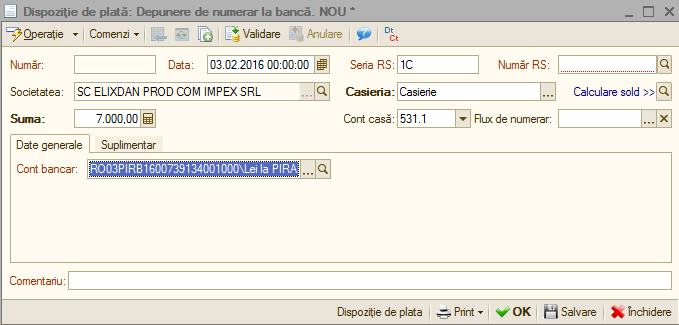 Dispoziţie de plată: Depunere de numerar la bancă. NOU *
Operaţie Comenzi Validare Anulare Dt Ct
Număr: Data: 03.02.2016 00:00:00 Seria RS: 1C Număr RS:
Societatea: SC ELIXDAN PROD COM IMPEX SRL Casieria: Casierie Calculare sold >>
Suma: 7.000,00 Cont casă: 531.1 Flux de numerar:
Date generale Suplimentar
Cont bancar: RO03PIRB1600739134001000\Lei la PIRA
Comentariu:
Dispoziţie de plata Print OK Salvare Închidere